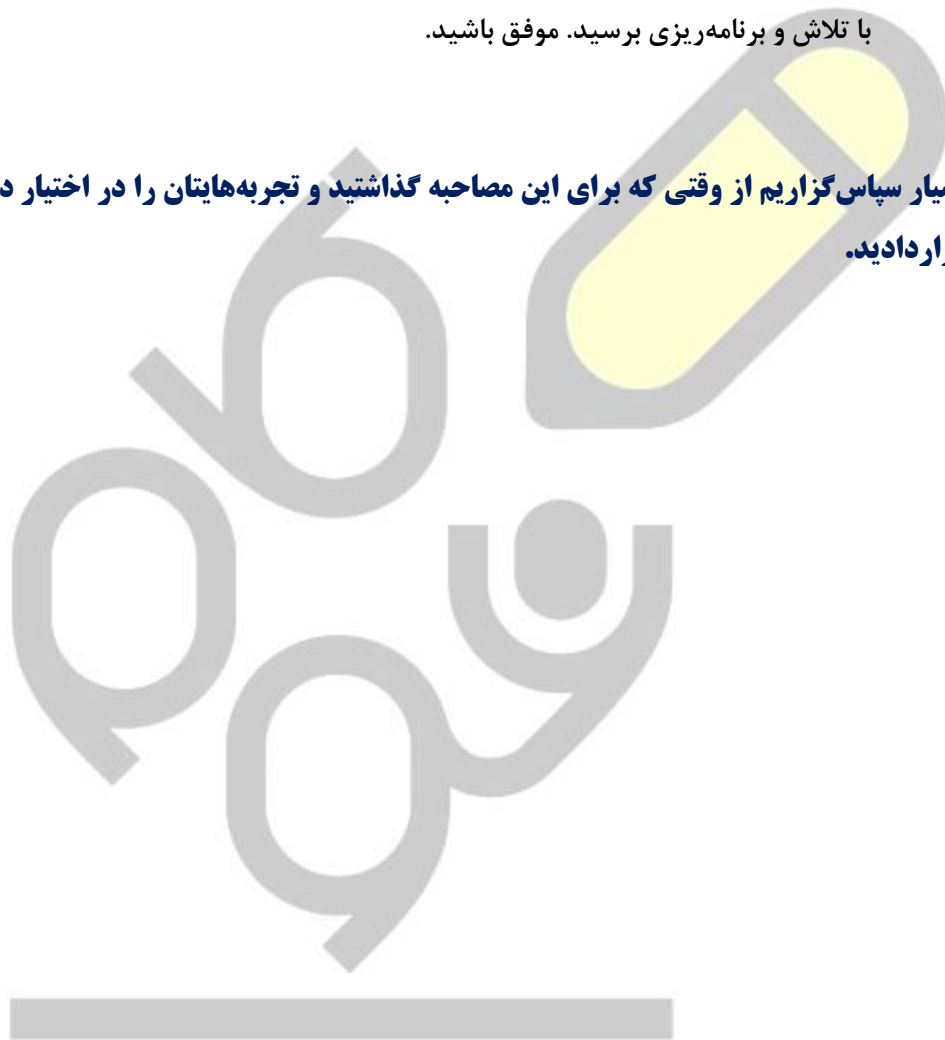 با تلاش و برنامه‌ریزی برسید. موفق باشید.
سپاس‌گزاریم از وقتی که برای این مصاحبه گذاشتید و تجربه‌هایتان را در اختیار